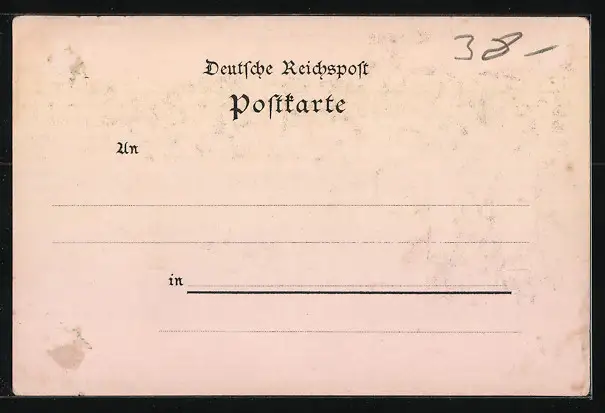 38-
Deutsche Reichspost
Postkarte
An
in